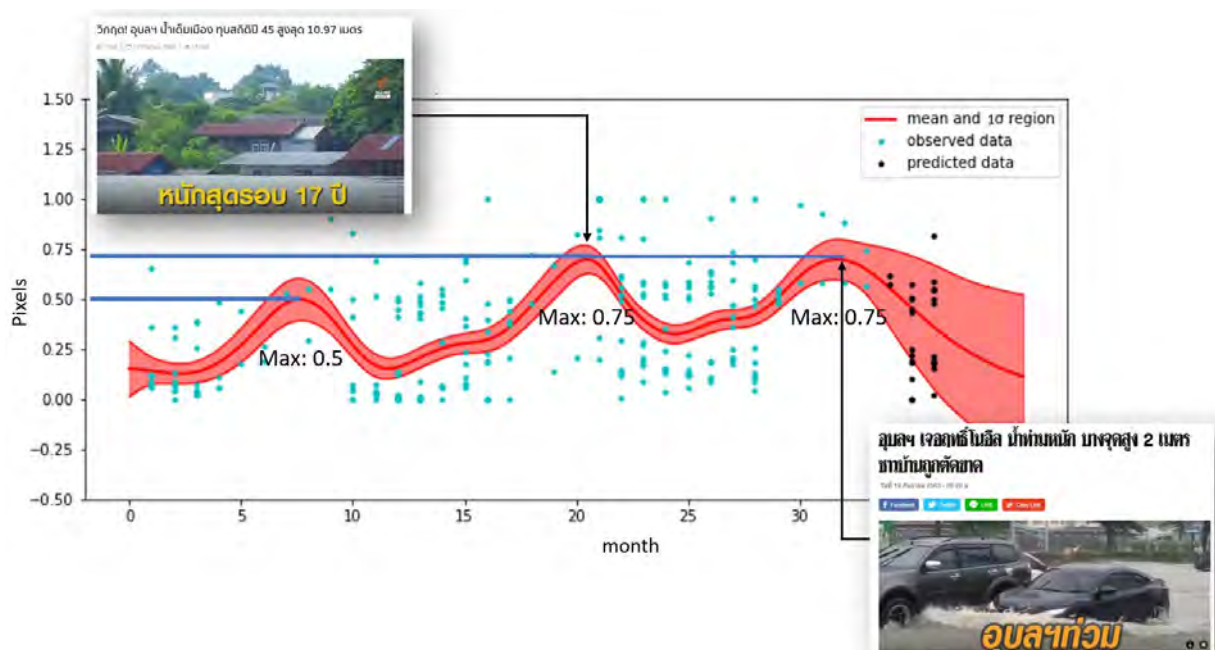 วิกฤต! อุบลฯ น้ำเต็มเมือง ทุบสถิติปี 45 สูงสุด 10.97 เมตร
หนักสุดรอบ 17 ปี
1.50
1.25
1.00
0.75
0.50
0.25
0.00
−0.25
−0.50
Pixels
mean and 1σ region
observed data
predicted data
Max: 0.5
Max: 0.75
Max: 0.75
0
5
10
15
20
25
30
month
อุบลฯ เจอฤทธิ์โนอึล น้ำท่วมหนัก บางจุดสูง 2 เมตร
ชาวบ้านถูกตัดขาด
Facebook
Twitter
LINE
อุบลฯท่วม